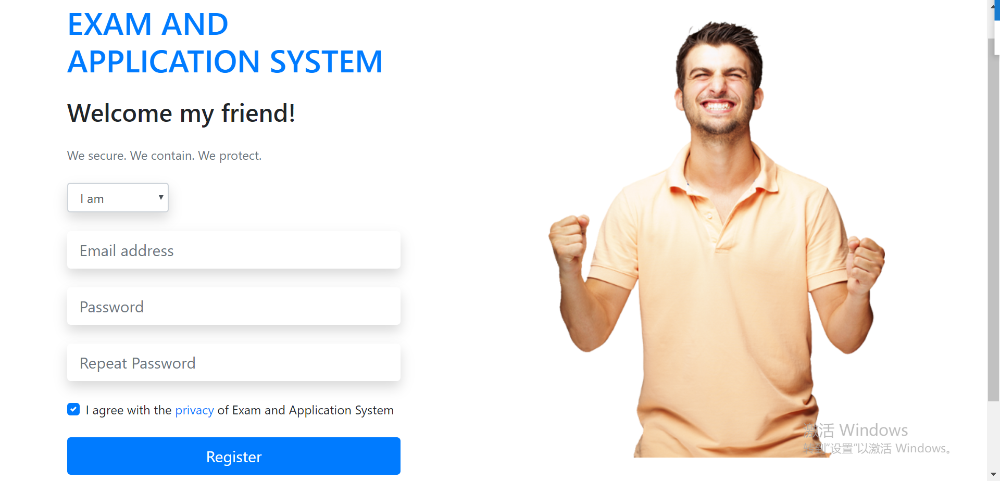 EXAM AND
APPLICATION SYSTEM
Welcome my friend!
We secure. We contain. We protect.
I am
Email address
Password
Repeat Password
I agree with the privacy of Exam and Application System
Register
激活 Windows
转到“设置”以激活 Windows。